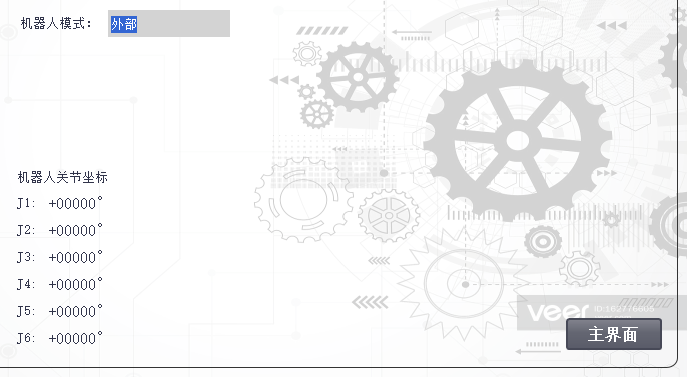 机器人模式： 外部
机器人关节坐标
J1: +00000°
J2: +00000°
J3: +00000°
J4: +00000°
J5: +00000°
J6: +00000°
veer
主界面